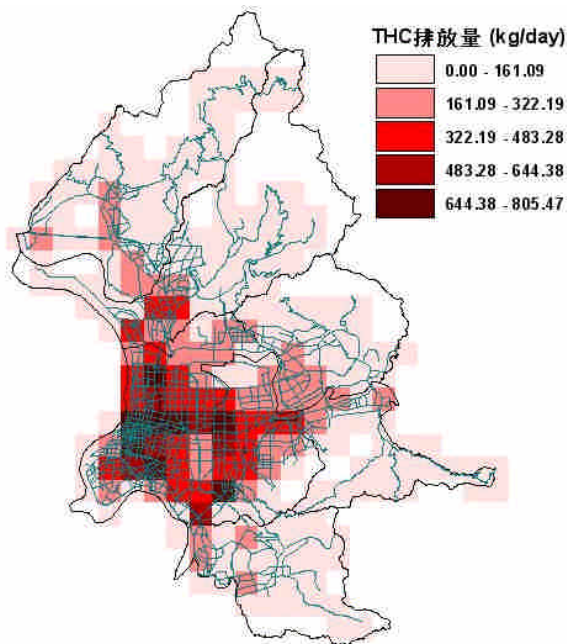 THC排放量 (kg/day)
0.00 - 161.09
161.09 - 322.19
322.19 - 483.28
483.28 - 644.38
644.38 - 805.47